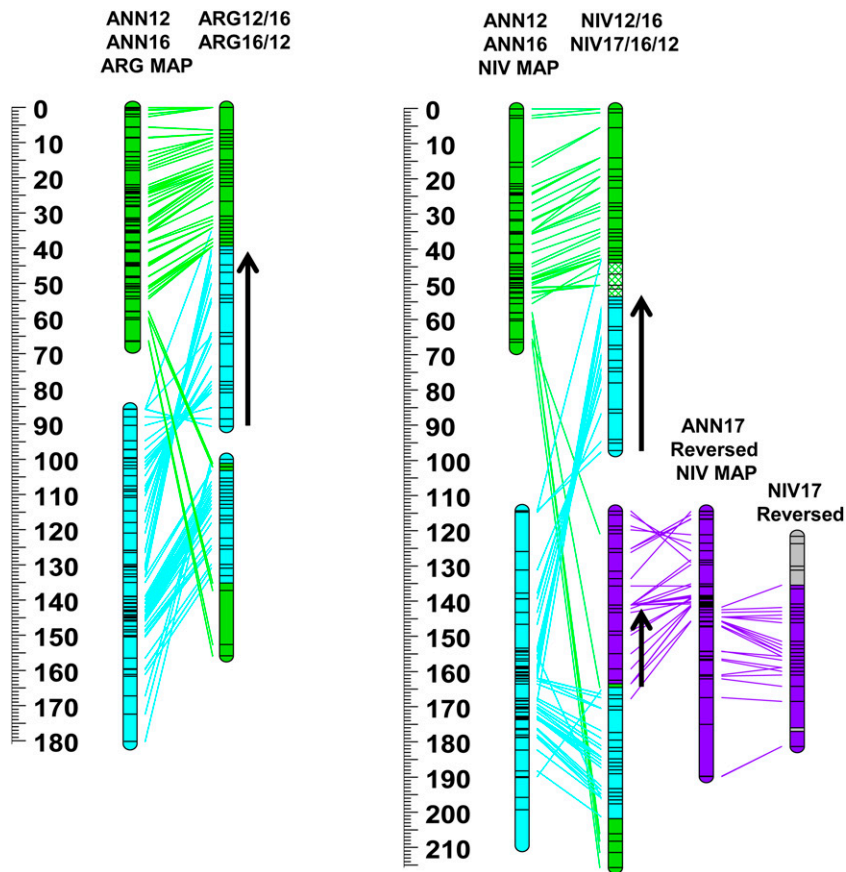 ANN12
ANN16
ARG MAP
ARG12/16
ARG16/12
ANN12
ANN16
NIV MAP
NIV12/16
NIV17/16/12
0
10
20
30
40
50
60
70
80
90
100
110
120
130
140
150
160
170
180
0
10
20
30
40
50
60
70
80
90
100
110
120
130
140
150
160
170
180
190
200
210
ANN17
Reversed
NIV MAP
NIV17
Reversed